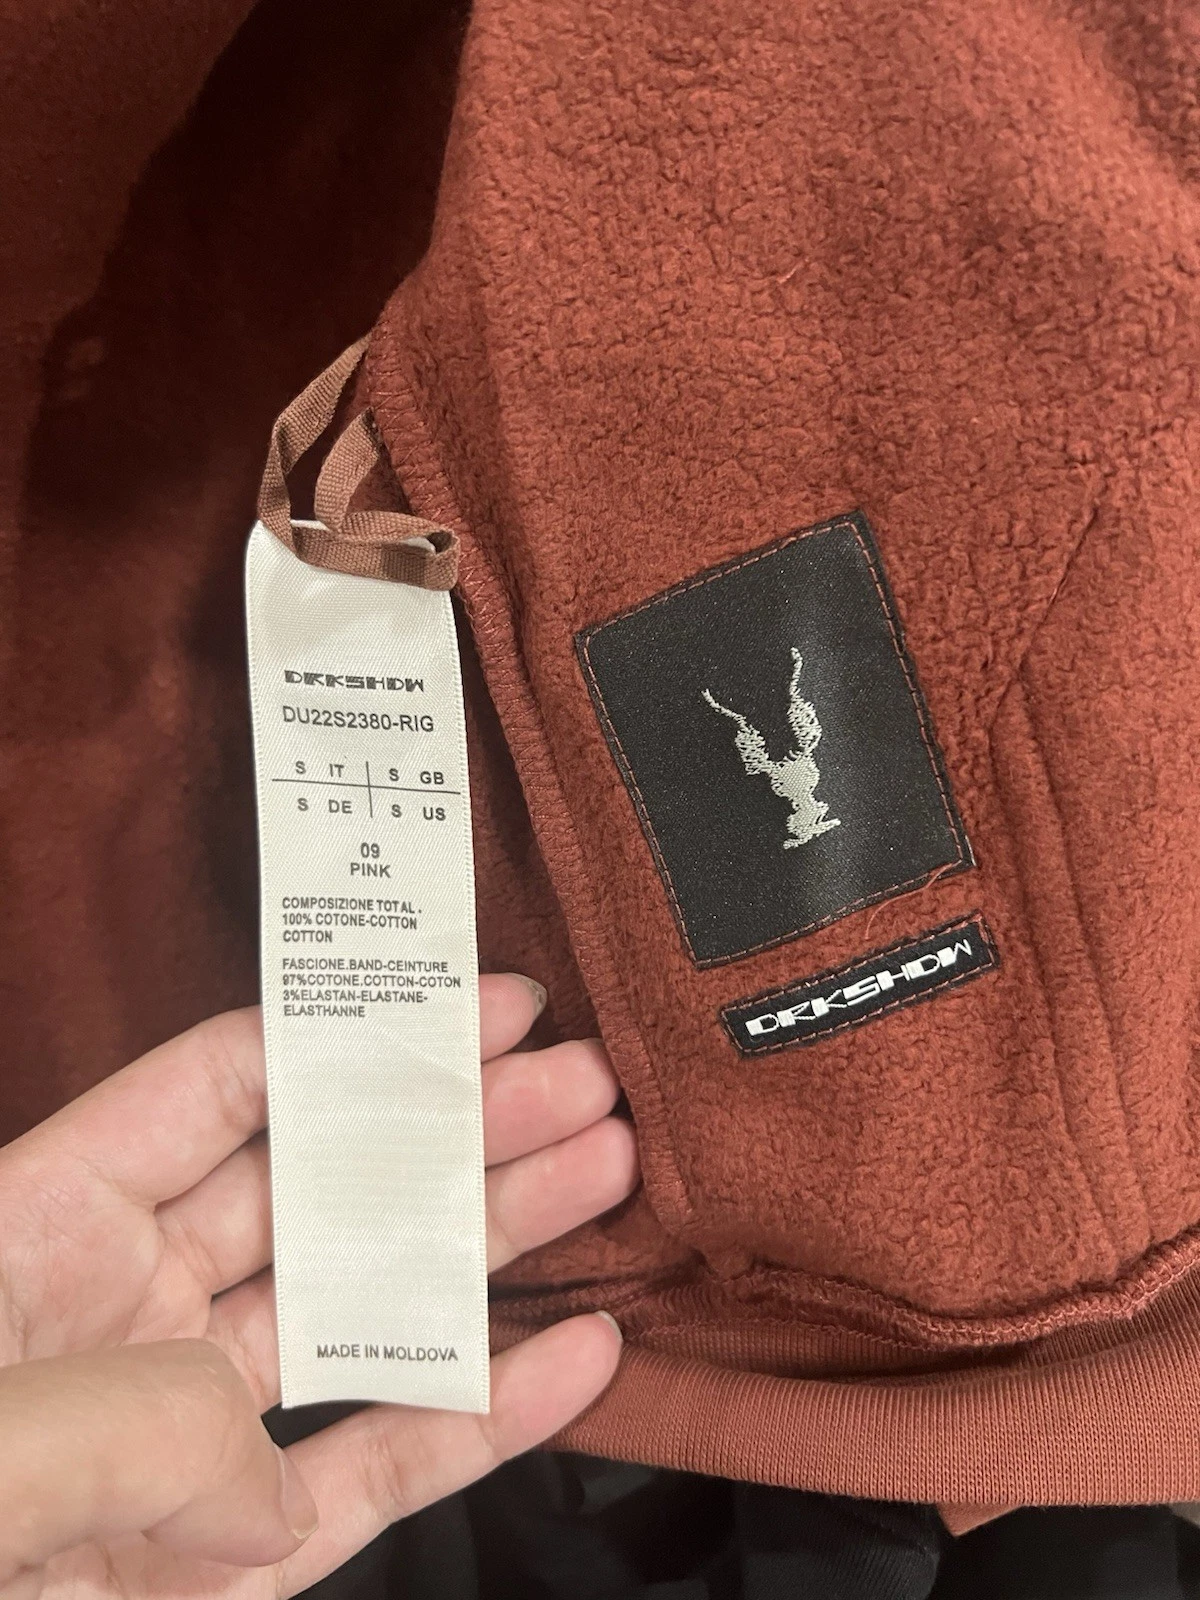 DRKSHDW
DU22S2380-RIG
S IT S GB
S DE S US
09
PINK
COMPOSIZIONE TOTAL.
100% COTONE-COTTON
COTTON
FASCIONE.BAND-CEINTURE
97%COTONE.COTTON-COTON
3%ELASTAN-ELASTANE-
ELASTHANNE
MADE IN MOLDOVA
DRKSHDW